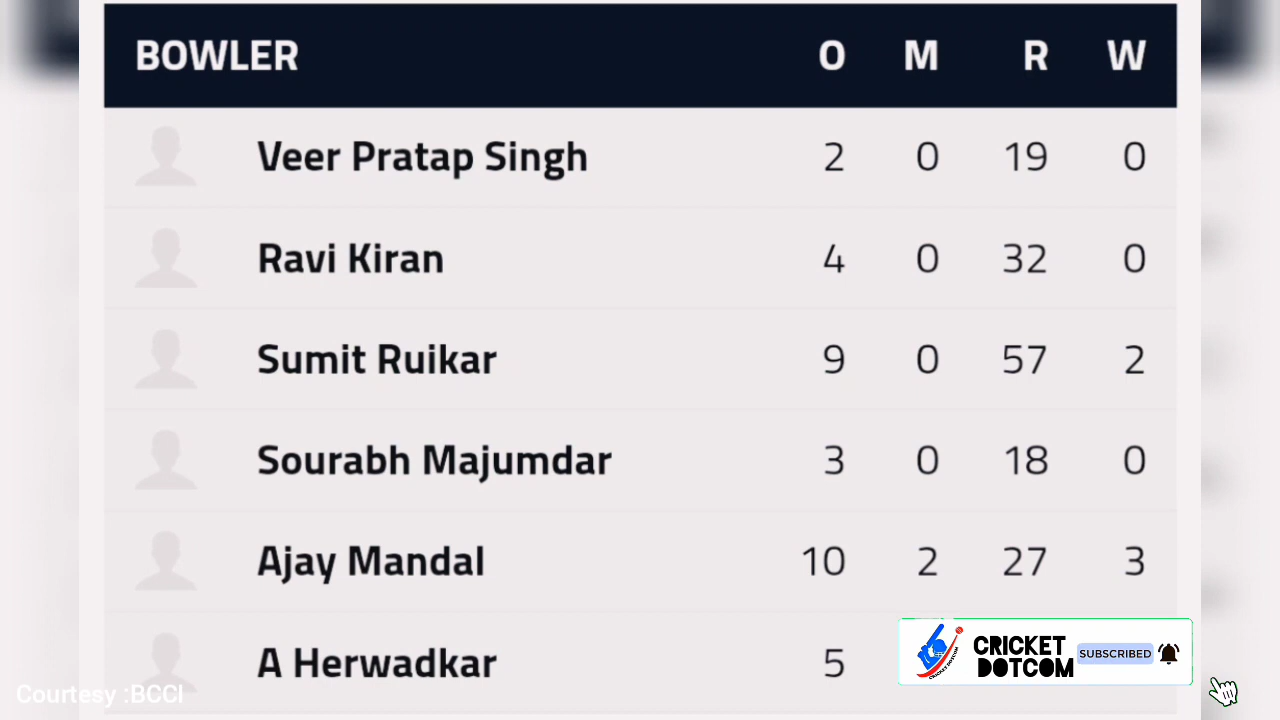 BOWLER O M R W
Veer Pratap Singh 2 0 19 0
Ravi Kiran 4 0 32 0
Sumit Ruikar 9 0 57 2
Sourabh Majumdar 3 0 18 0
Ajay Mandal 10 2 27 3
A Herwadkar 5
CRICKET DOTCOM
CRICKET
DOTCOM
SUBSCRIBED
Courtesy :BCCI